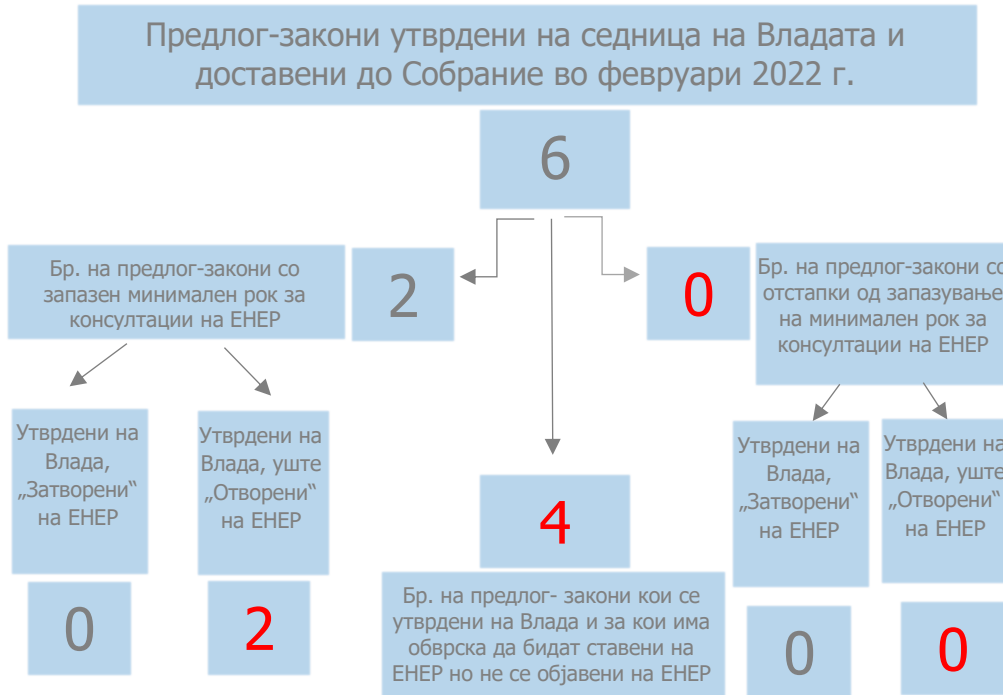 Предлог-закони утврдени на седница на Владата и
доставени до Собрание во февруари 2022 г.
6
Бр. на предлог-закони со
запазен минимален рок за
консултации на ЕНЕР
2
0
Бр. на предлог-закони со
отстапки од запазување
на минимален рок за
консултации на ЕНЕР
Утврдени на
Влада,
„Затворени“
на ЕНЕР
Утврдени на
Влада, уште
„Отворени“
на ЕНЕР
4
Утврдени на
Влада,
„Затворени“
на ЕНЕР
Утврдени на
Влада, уште
„Отворени“
на ЕНЕР
0
2
Бр. на предлог- закони кои се
утврдени на Влада и за кои има
обврска да бидат ставени на
ЕНЕР но не се објавени на ЕНЕР
0
0